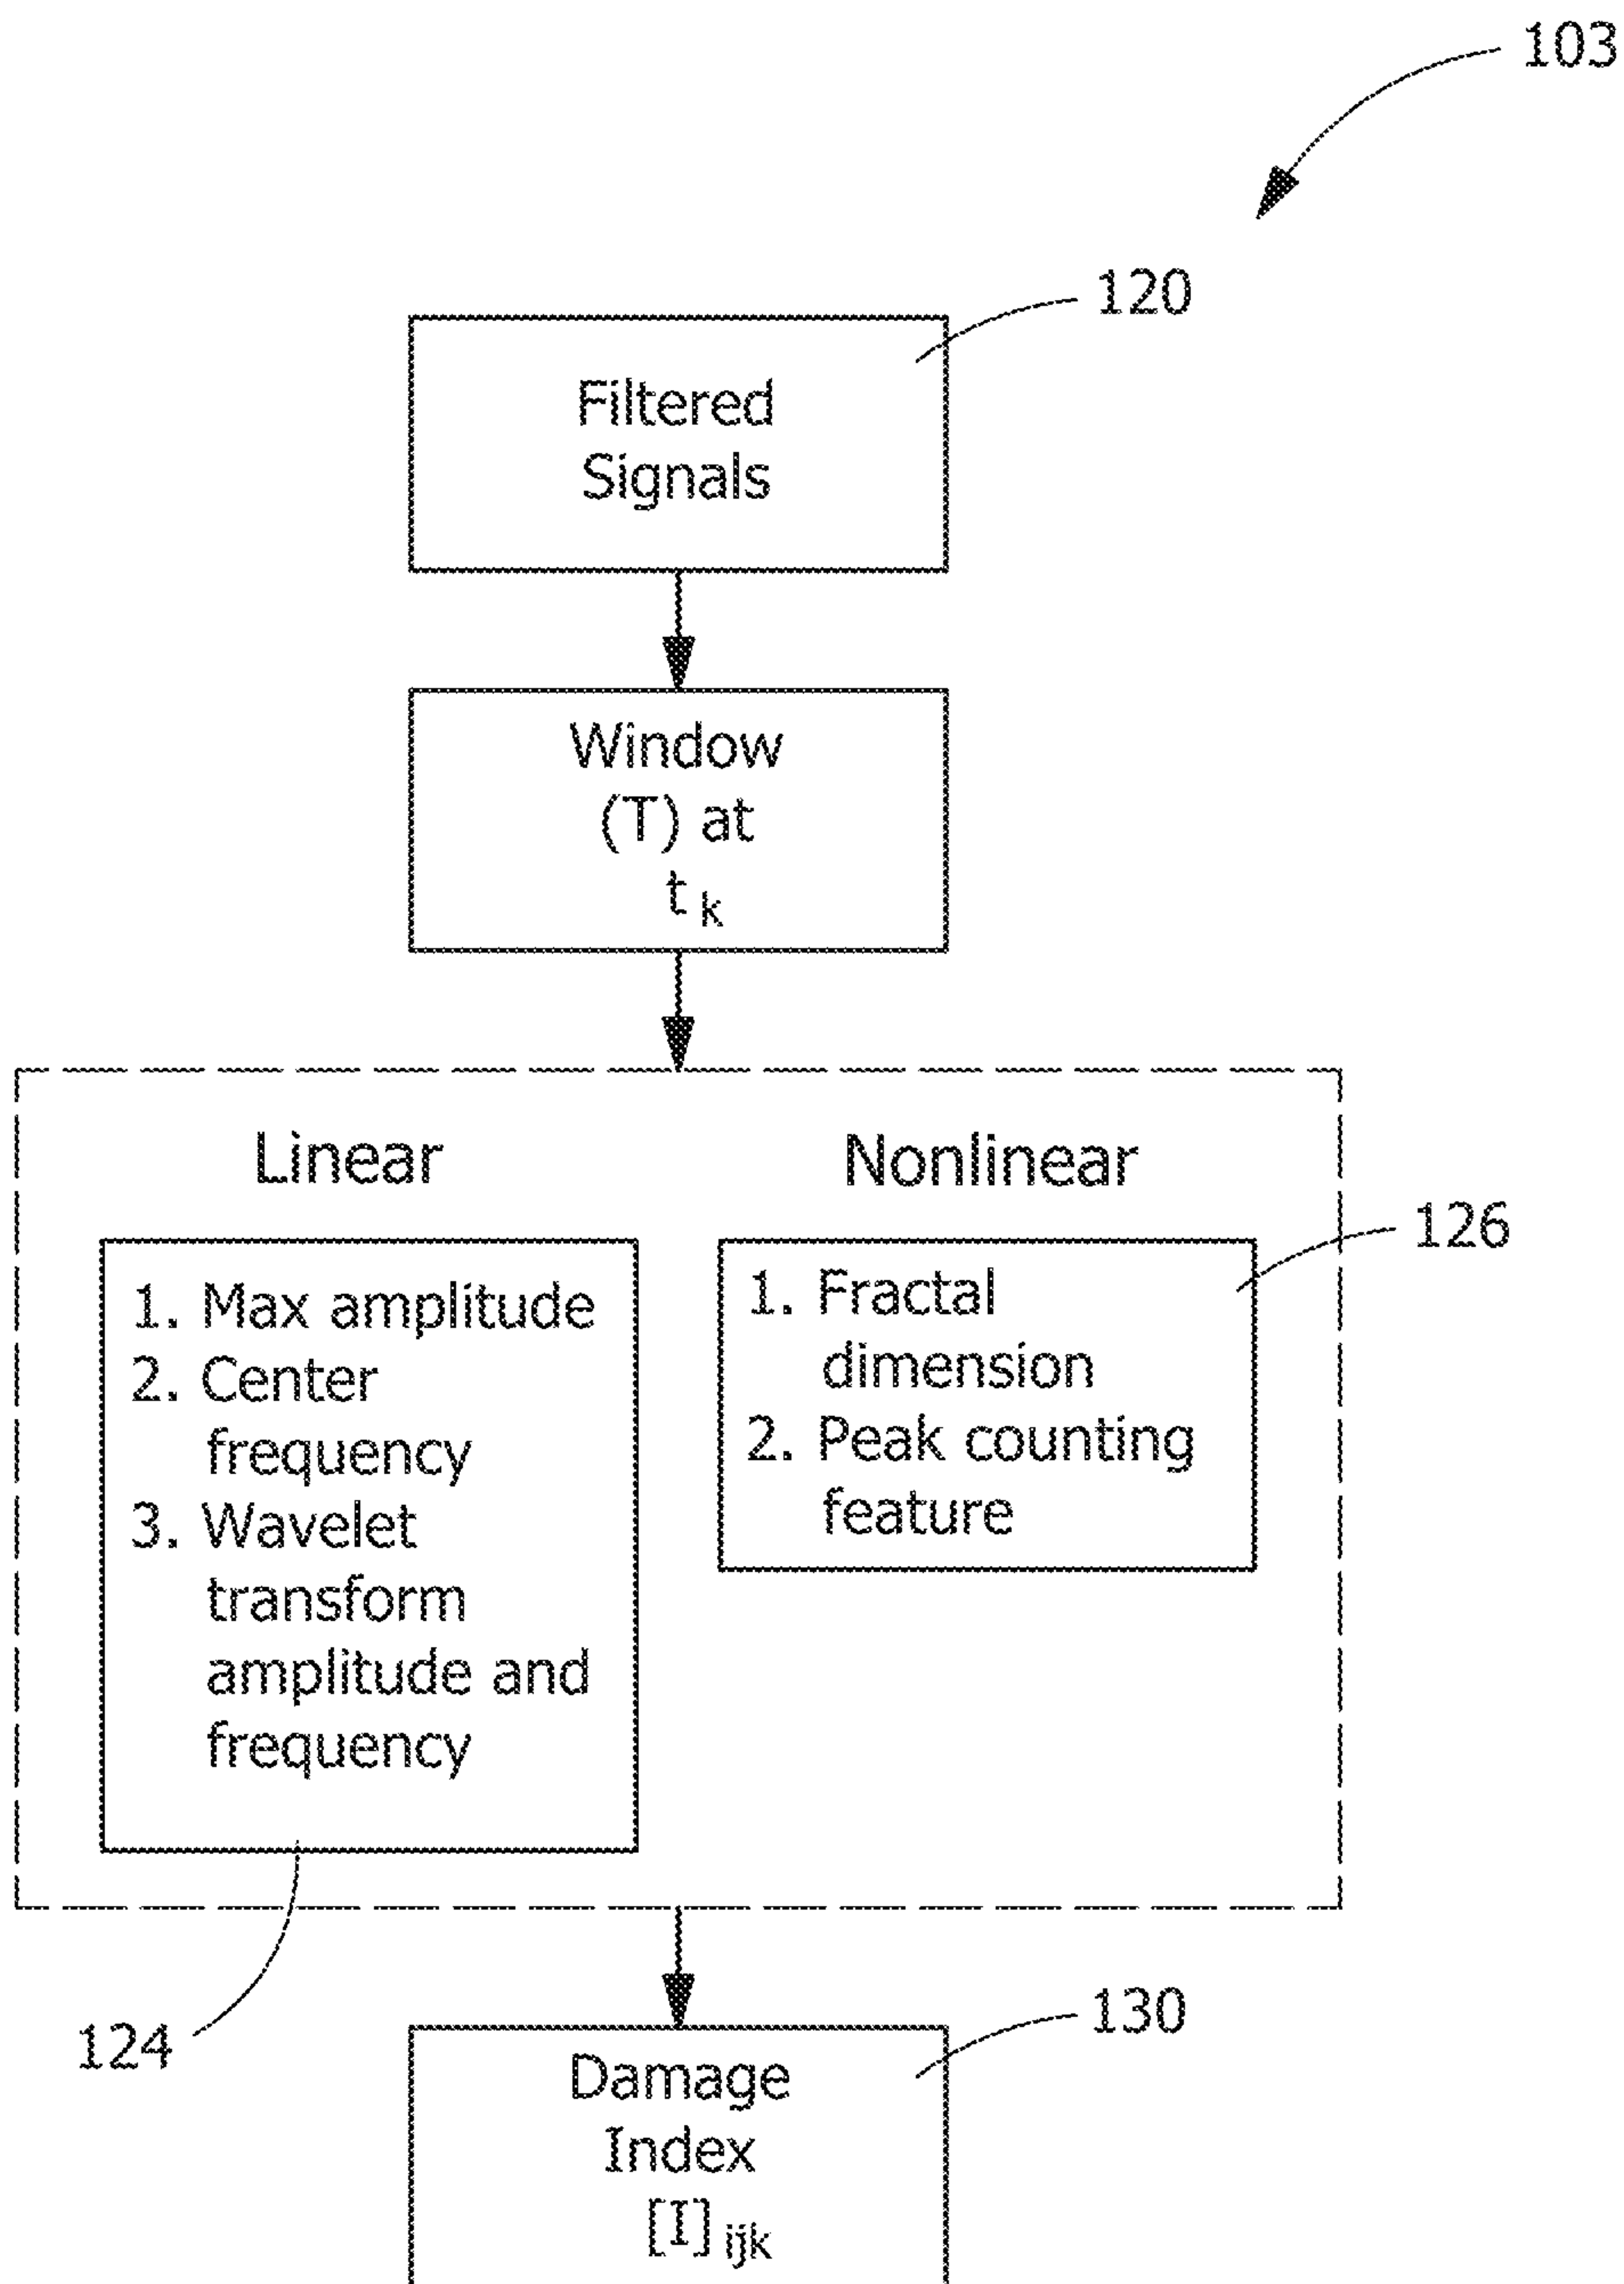 103
120
Filtered
Signals
Window
(T) at
t k
Linear
Nonlinear
126
1. Max amplitude
2. Center
frequency
3. Wavelet
transform
amplitude and
frequency
1. Fractal
dimension
2. Peak counting
feature
124
130
Damage
Index
[I] ijk